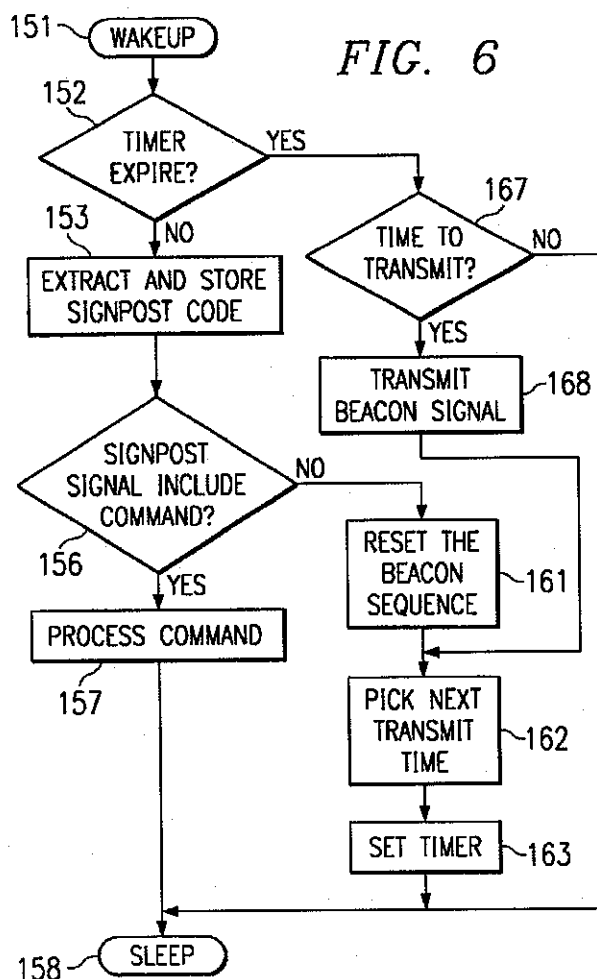 FIG. 6
151
WAKEUP
152
TIMER
EXPIRE?
YES
NO
153
EXTRACT AND STORE
SIGNPOST CODE
167
TIME TO
TRANSMIT?
NO
YES
TRANSMIT
BEACON SIGNAL
168
SIGNPOST
SIGNAL INCLUDE
COMMAND?
NO
156
YES
RESET THE
BEACON
SEQUENCE
161
PROCESS COMMAND
157
PICK NEXT
TRANSMIT
TIME
162
SET TIMER
163
158
SLEEP